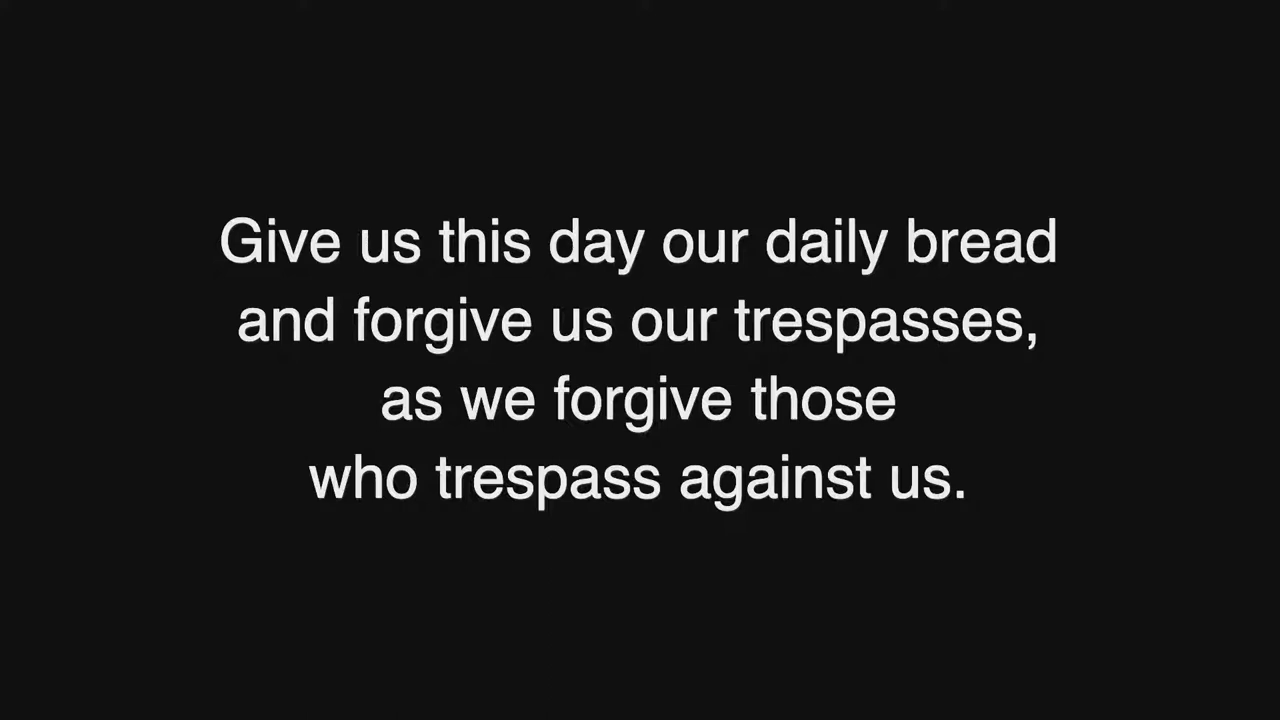 Give us this day our daily bread
and forgive us our trespasses,
as we forgive those
who trespass against us.